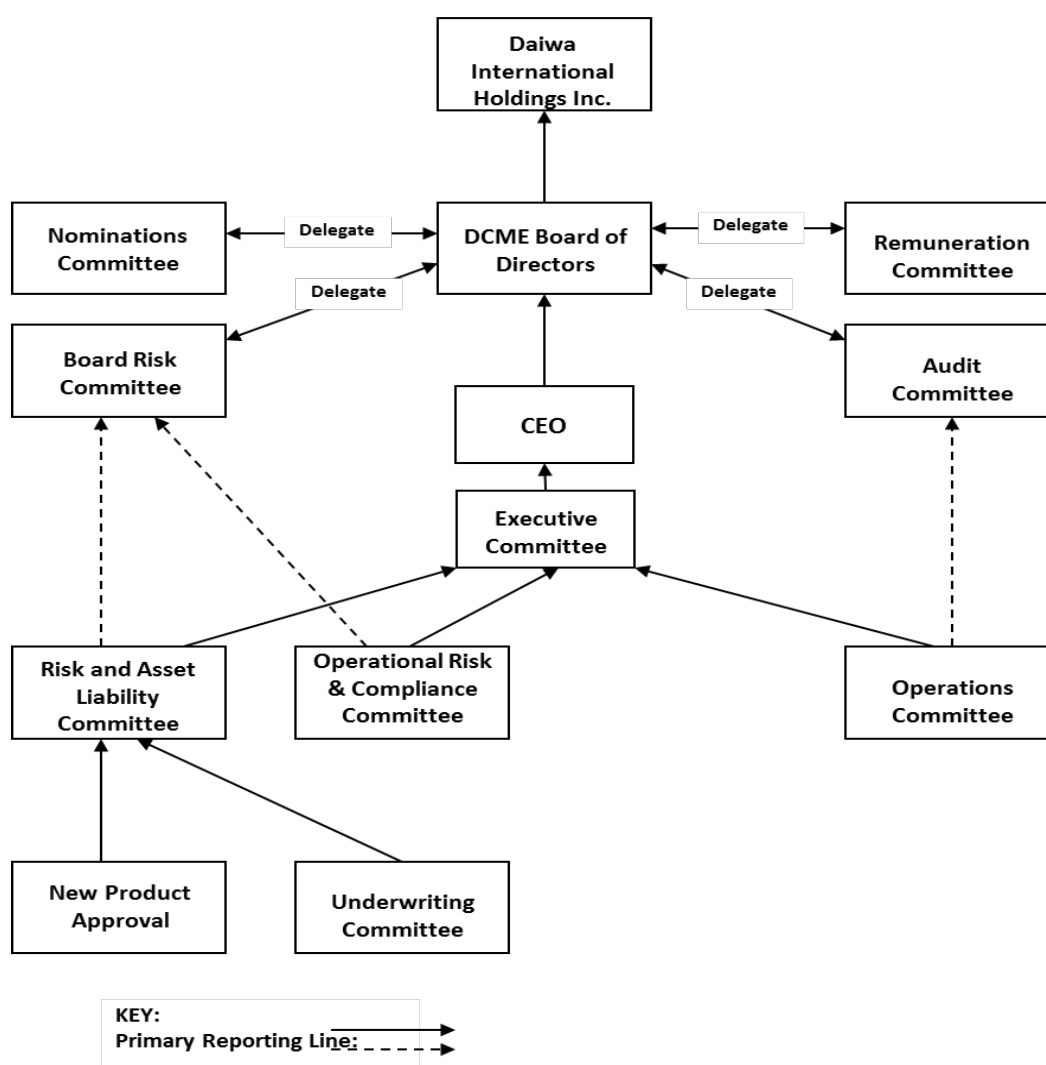 Daiwa
International
Holdings Inc.
Nominations
Committee
Delegate
DCME Board of
Directors
Delegate
Remuneration
Committee
Delegate
Delegate
Board Risk
Committee
Audit
Committee
CEO
Executive
Committee
Risk and Asset
Liability
Committee
Operational Risk
& Compliance
Committee
Operations
Committee
New Product
Approval
Underwriting
Committee
KEY:
Primary Reporting Line: